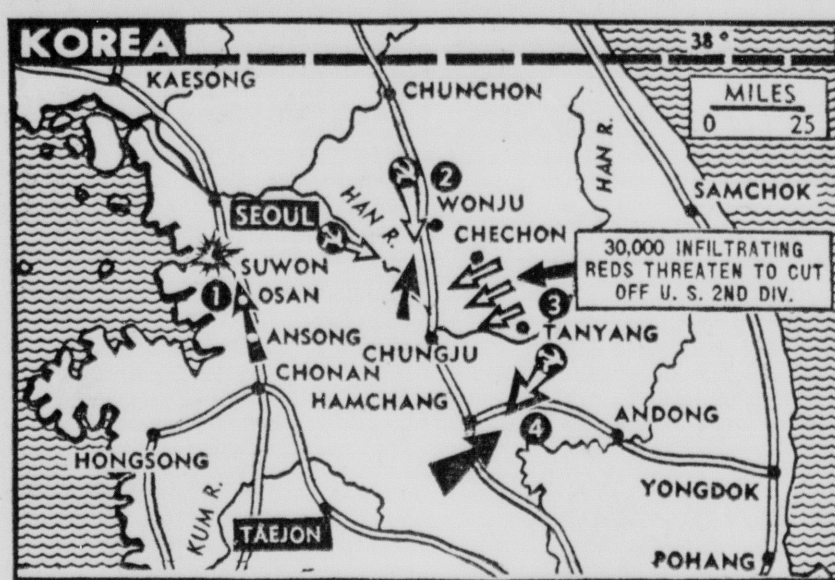 KOREA
38°
KAESONG
CHUNCHON
MILES
0 25
HAN R.
HAN R.
2
SAMCHOK
WONJU
SEOUL
CHECHON
30,000 INFILTRATING
REDS THREATEN TO CUT
OFF U. S. 2ND DIV.
SUWON
1
OSAN
3
TANYANG
ANSONG
CHUNGJU
CHONAN
HAMCHANG
ANDONG
4
HONGSONG
YONGDOK
KUM R.
TAEJON
POHANG